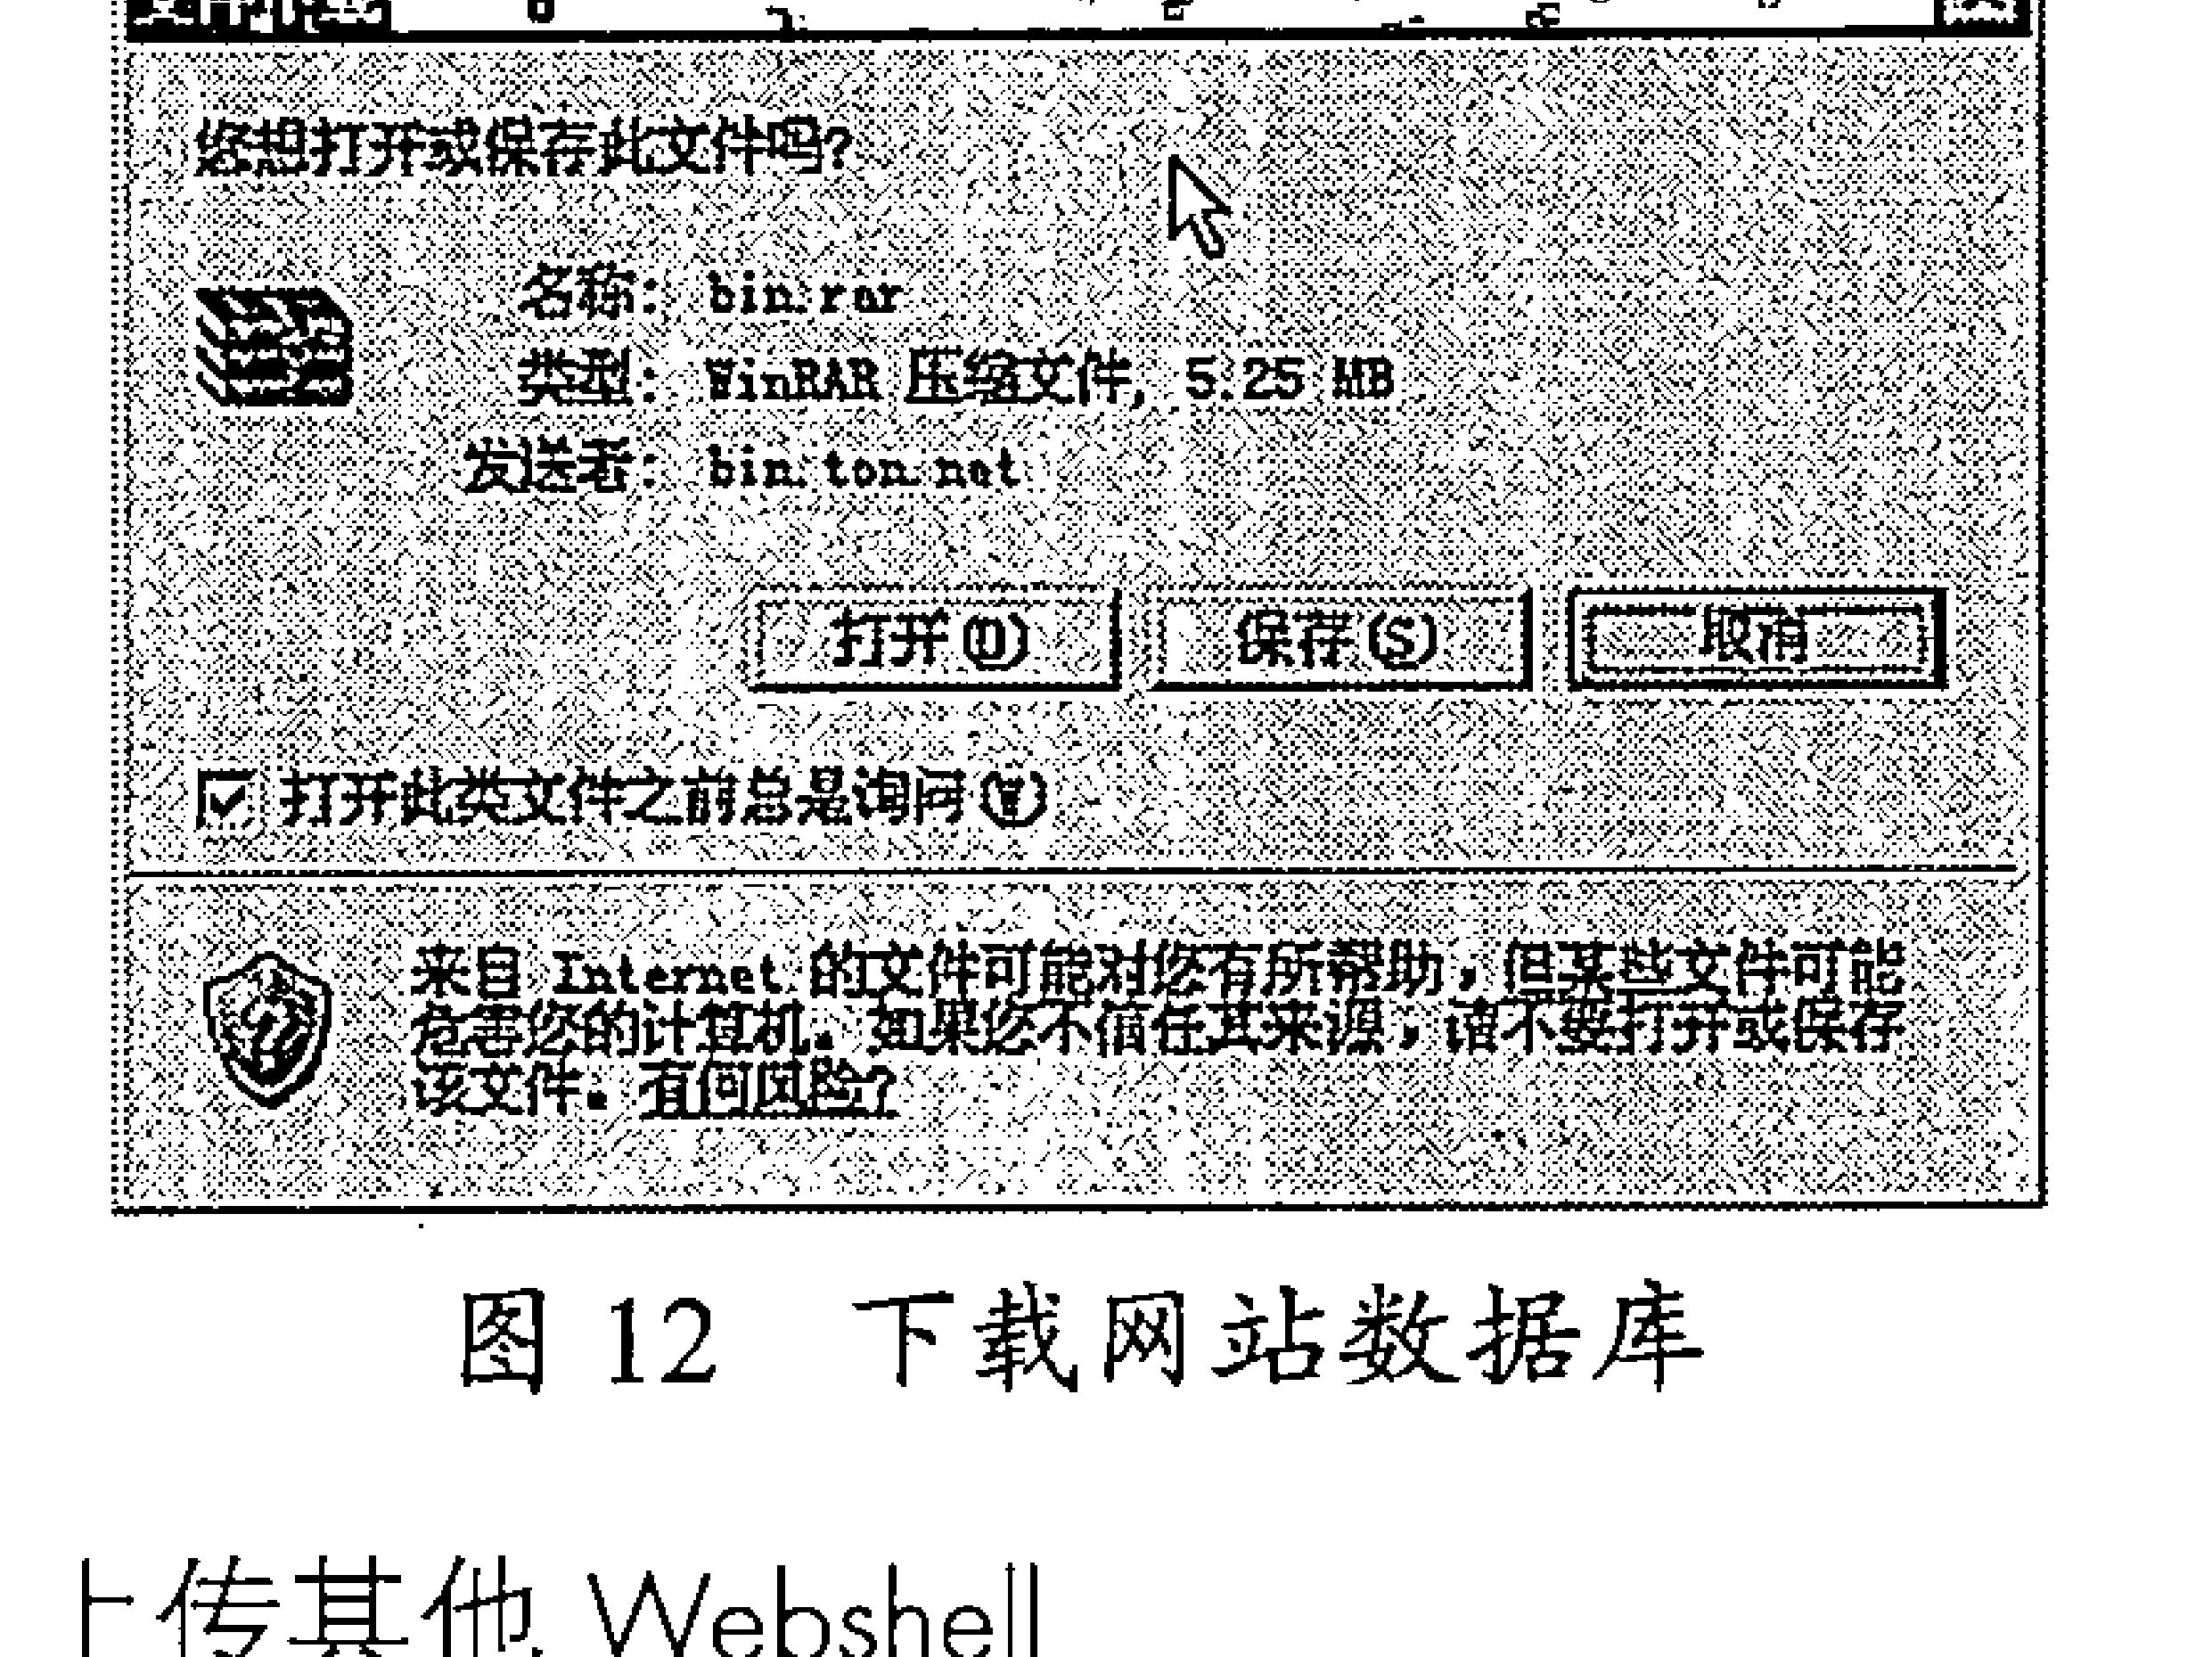 您想打开或保存此文件吗?
名称: bin.rar
类型: WinRAR 压缩文件, 5.25 MB
发送者: bin.ton.net
打开(O) 保存(S) 取消
打开此类文件之前总是询问(W)
来自 Internet 的文件可能对您有所帮助，但某些文件可能
危害您的计算机。如果您不信任其来源，请不要打开或保存
该文件。有何风险?
图 12 下载网站数据库
上传其他 Webshell